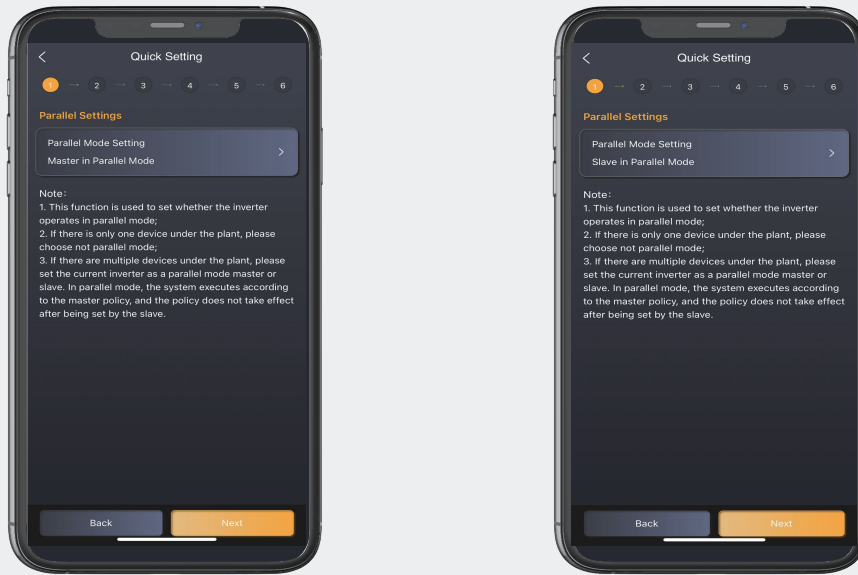 Quick Setting
1 → 2 → 3 → 4 → 5 → 6
Parallel Settings
Parallel Mode Setting
Master in Parallel Mode
Note:
1. This function is used to set whether the inverter
operates in parallel mode;
2. If there is only one device under the plant, please
choose not parallel mode;
3. If there are multiple devices under the plant, please
set the current inverter as a parallel mode master or
slave. In parallel mode, the system executes according
to the master policy, and the policy does not take effect
after being set by the slave.
Back
Next
Quick Setting
1 → 2 → 3 → 4 → 5 → 6
Parallel Settings
Parallel Mode Setting
Slave in Parallel Mode
Note:
1. This function is used to set whether the inverter
operates in parallel mode;
2. If there is only one device under the plant, please
choose not parallel mode;
3. If there are multiple devices under the plant, please
set the current inverter as a parallel mode master or
slave. In parallel mode, the system executes according
to the master policy, and the policy does not take effect
after being set by the slave.
Back
Next